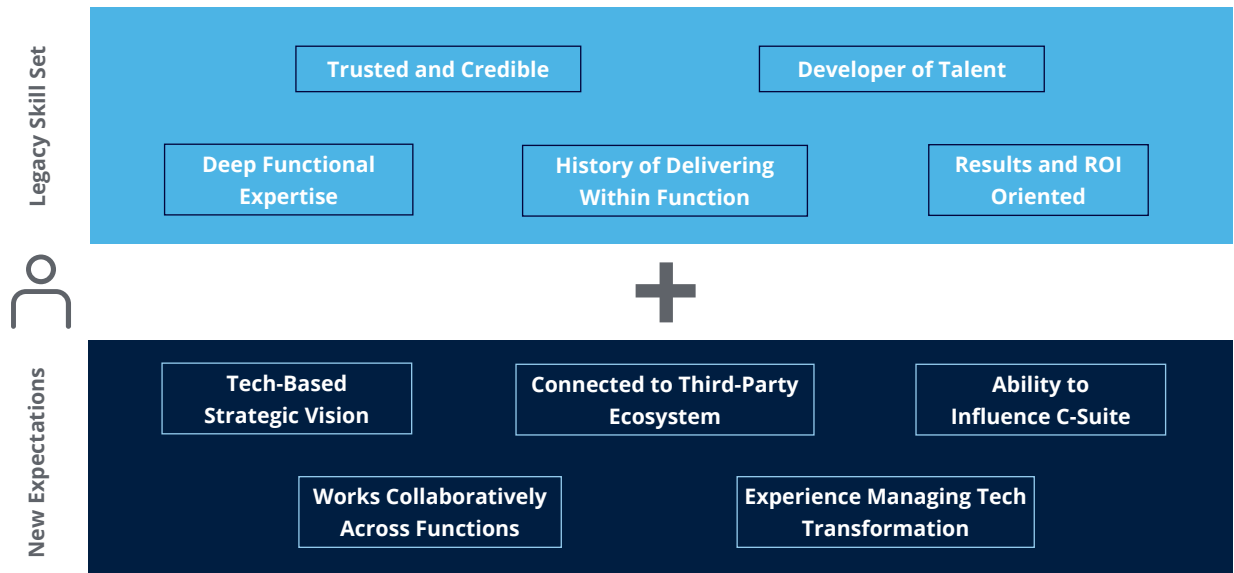 Legacy Skill Set
Trusted and Credible
Developer of Talent
Deep Functional
Expertise
History of Delivering
Within Function
Results and ROI
Oriented
New Expectations
Tech-Based
Strategic Vision
Connected to Third-Party
Ecosystem
Ability to
Influence C-Suite
Works Collaboratively
Across Functions
Experience Managing Tech
Transformation